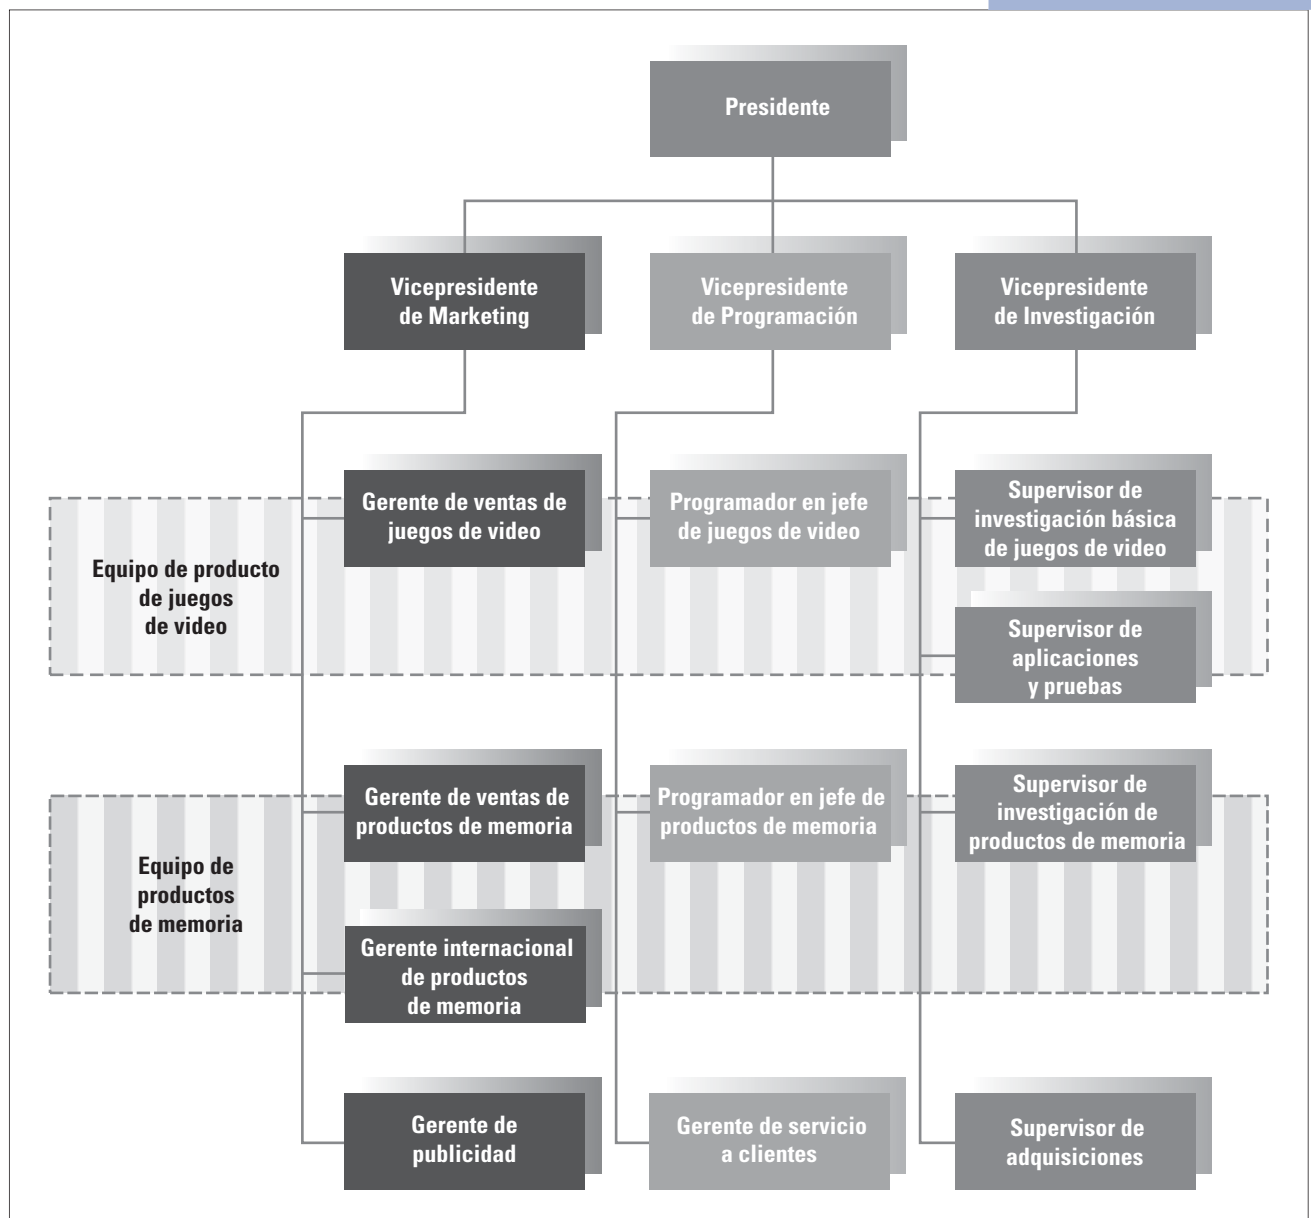 Presidente
Vicepresidente
de Marketing
Vicepresidente
de Programación
Vicepresidente
de Investigación
Gerente de ventas de
juegos de video
Programador en jefe
de juegos de video
Supervisor de
investigación básica
de juegos de video
Equipo de producto
de juegos
de video
Supervisor de
aplicaciones
y pruebas
Gerente de ventas de
productos de memoria
Programador en jefe de
productos de memoria
Supervisor de
investigación de
productos de memoria
Equipo de
productos
de memoria
Gerente internacional
de productos
de memoria
Gerente de
publicidad
Gerente de servicio
a clientes
Supervisor de
adquisiciones